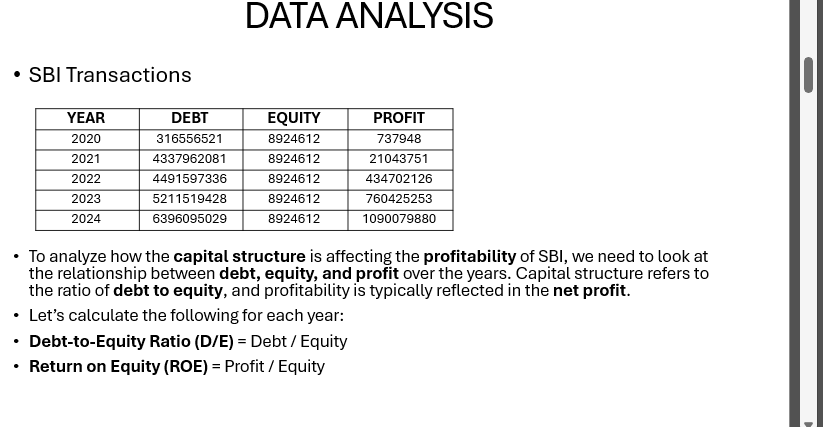 DATA ANALYSIS
• SBI Transactions
YEAR DEBT EQUITY PROFIT
2020 316556521 8924612 737948
2021 4337962081 8924612 21043751
2022 4491597336 8924612 434702126
2023 5211519428 8924612 760425253
2024 6396095029 8924612 1090079880
• To analyze how the capital structure is affecting the profitability of SBI, we need to look at
the relationship between debt, equity, and profit over the years. Capital structure refers to
the ratio of debt to equity, and profitability is typically reflected in the net profit.
• Let’s calculate the following for each year:
• Debt-to-Equity Ratio (D/E) = Debt / Equity
• Return on Equity (ROE) = Profit / Equity